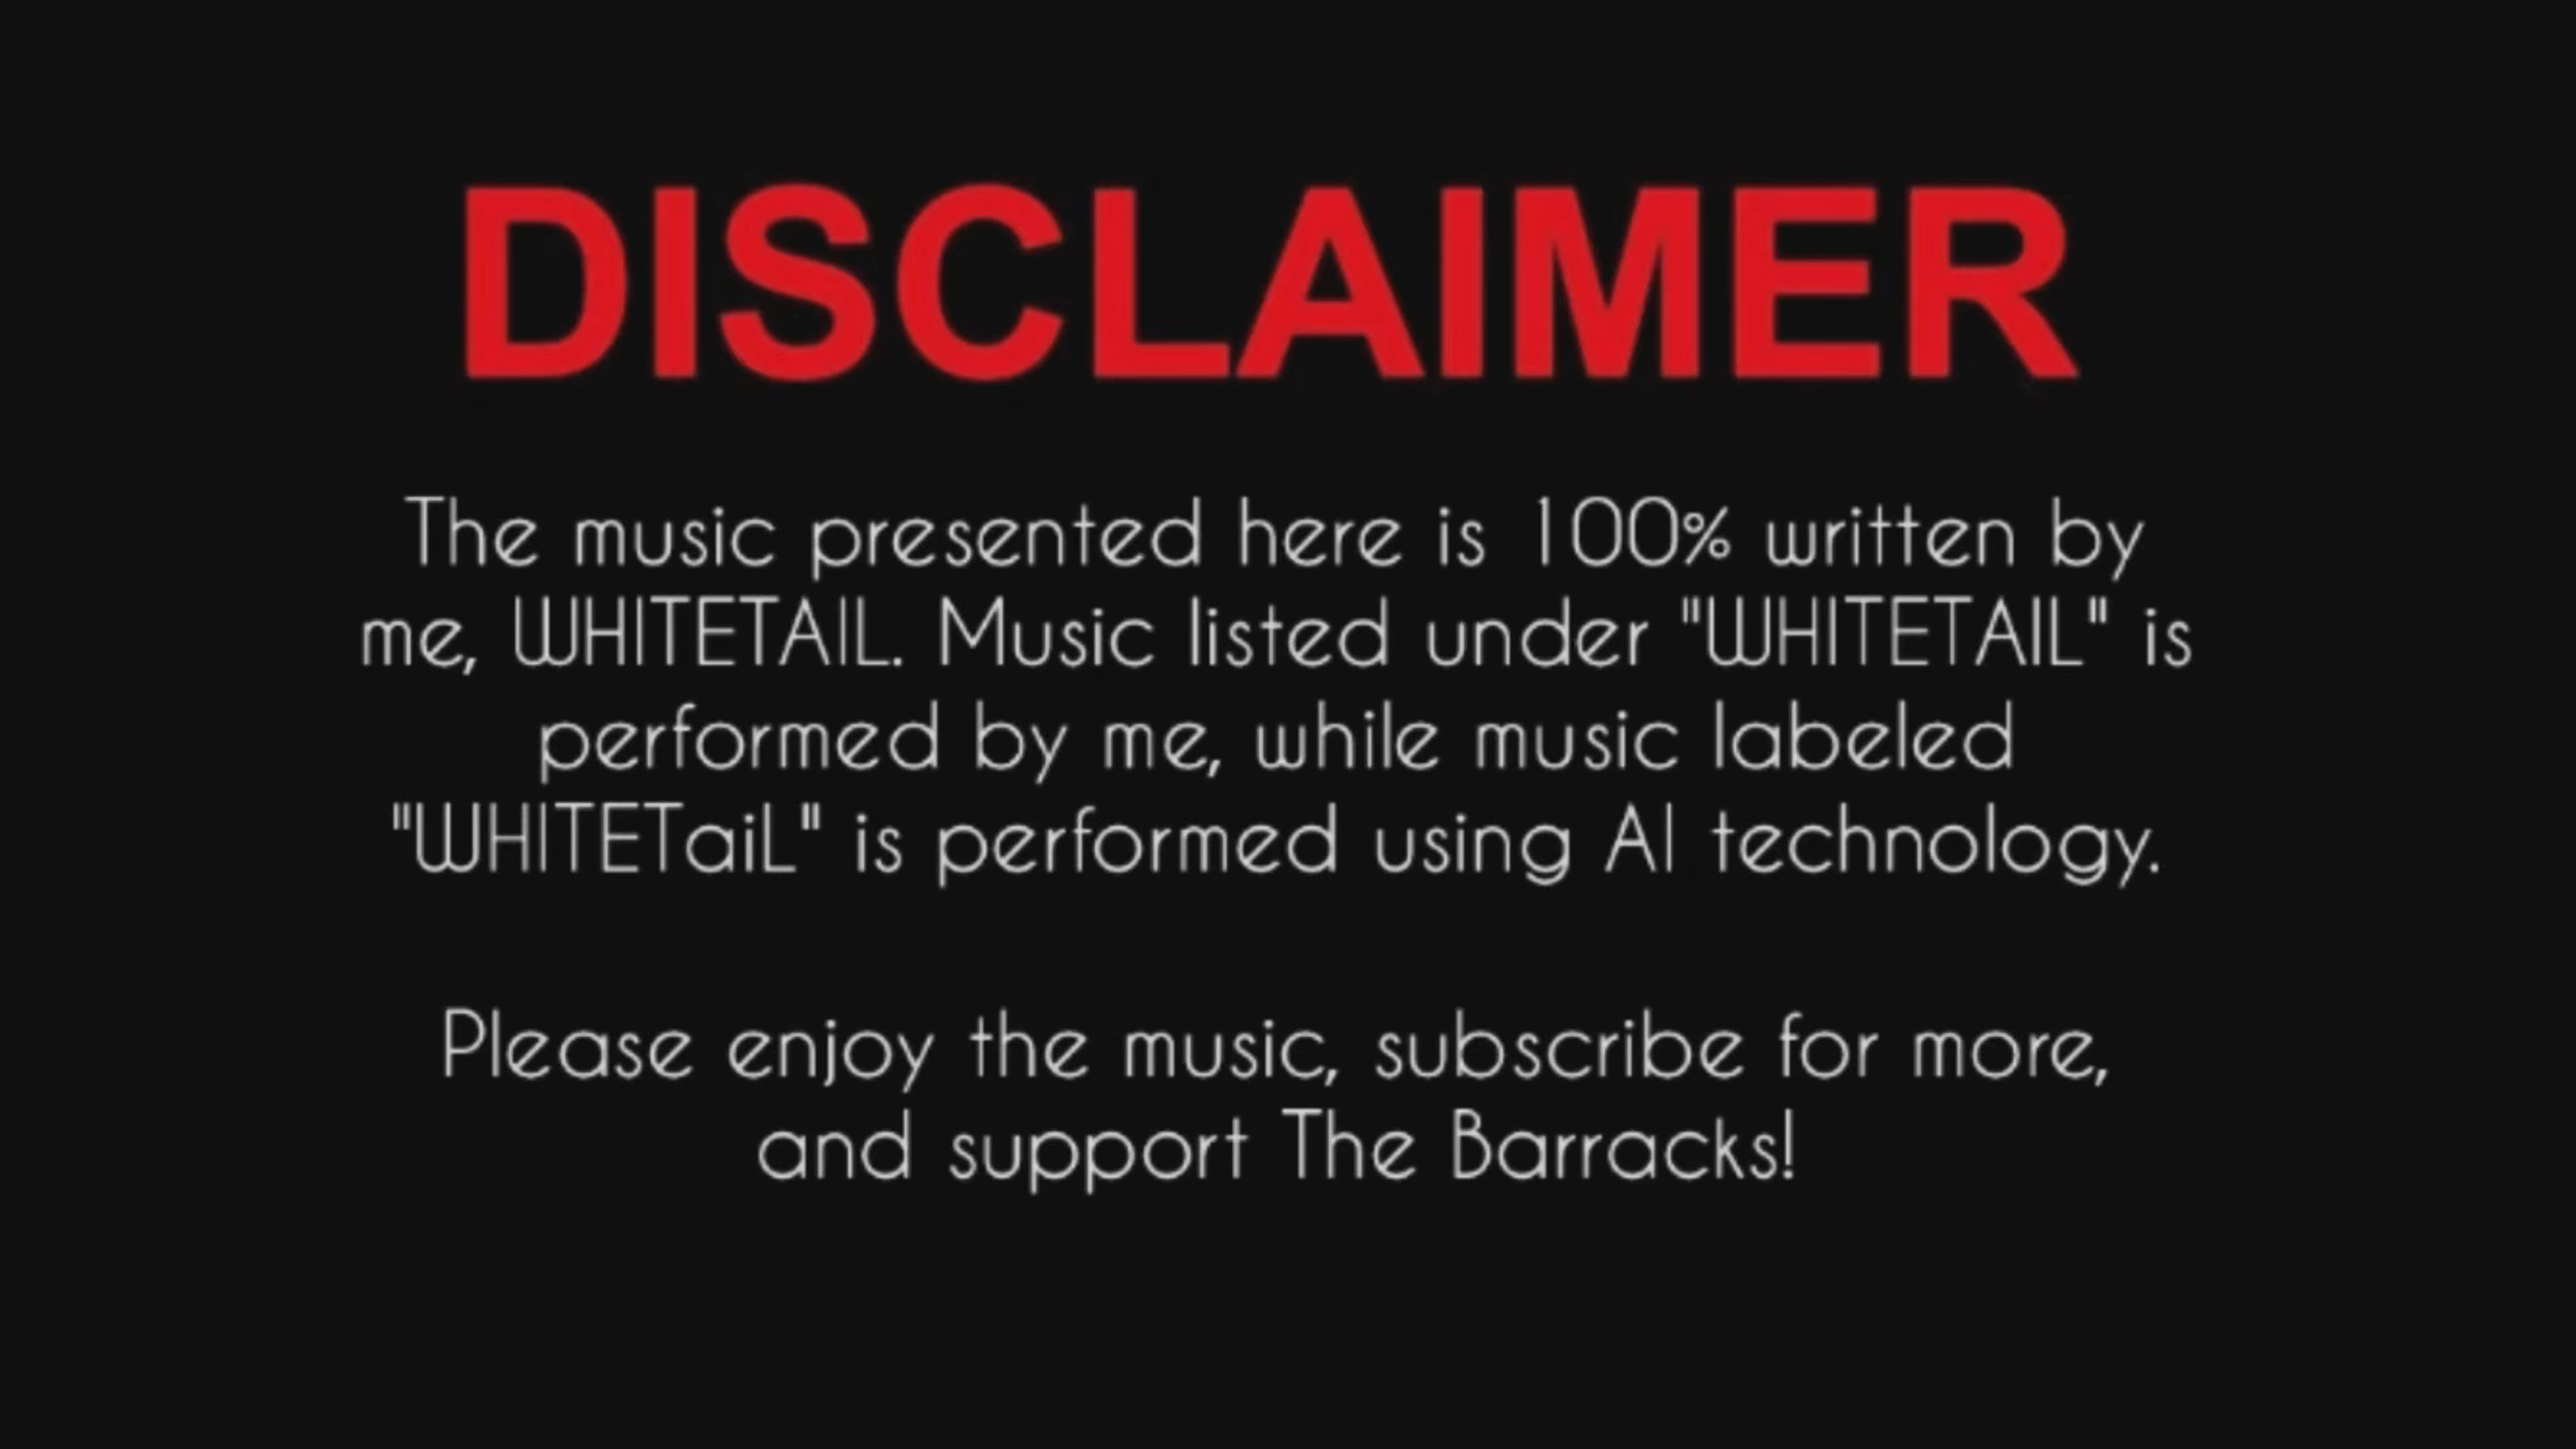 DISCLAIMER
The music presented here is 100% written by
me, WHITETAIL. Music listed under "WHITETAIL" is
performed by me, while music labeled
"WHITETaiL" is performed using AI technology.
Please enjoy the music, subscribe for more,
and support The Barracks!